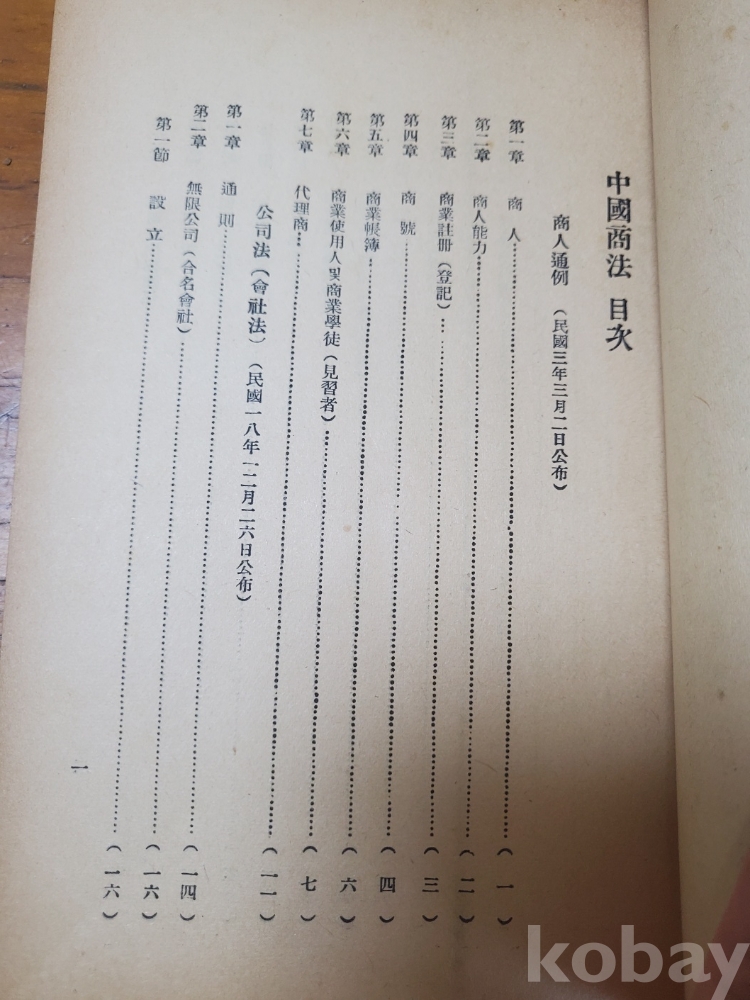 中國商法 目次
商人通例 (民國三年三月二日公布)
第一章 商人……(一)
第二章 商人能力……(二)
第三章 商業註冊(登記)……(三)
第四章 商號……(四)
第五章 商業帳簿……(六)
第六章 商業使用人及商業學徒(見習者)……(七)
第七章 代理商……(一一)
公司法(會社法) (民國一八年一二月二六日公布)
第一章 通則……(一四)
第二章 無限公司(合名會社)……(一六)
第一節 設立……(一六)
一
kobay